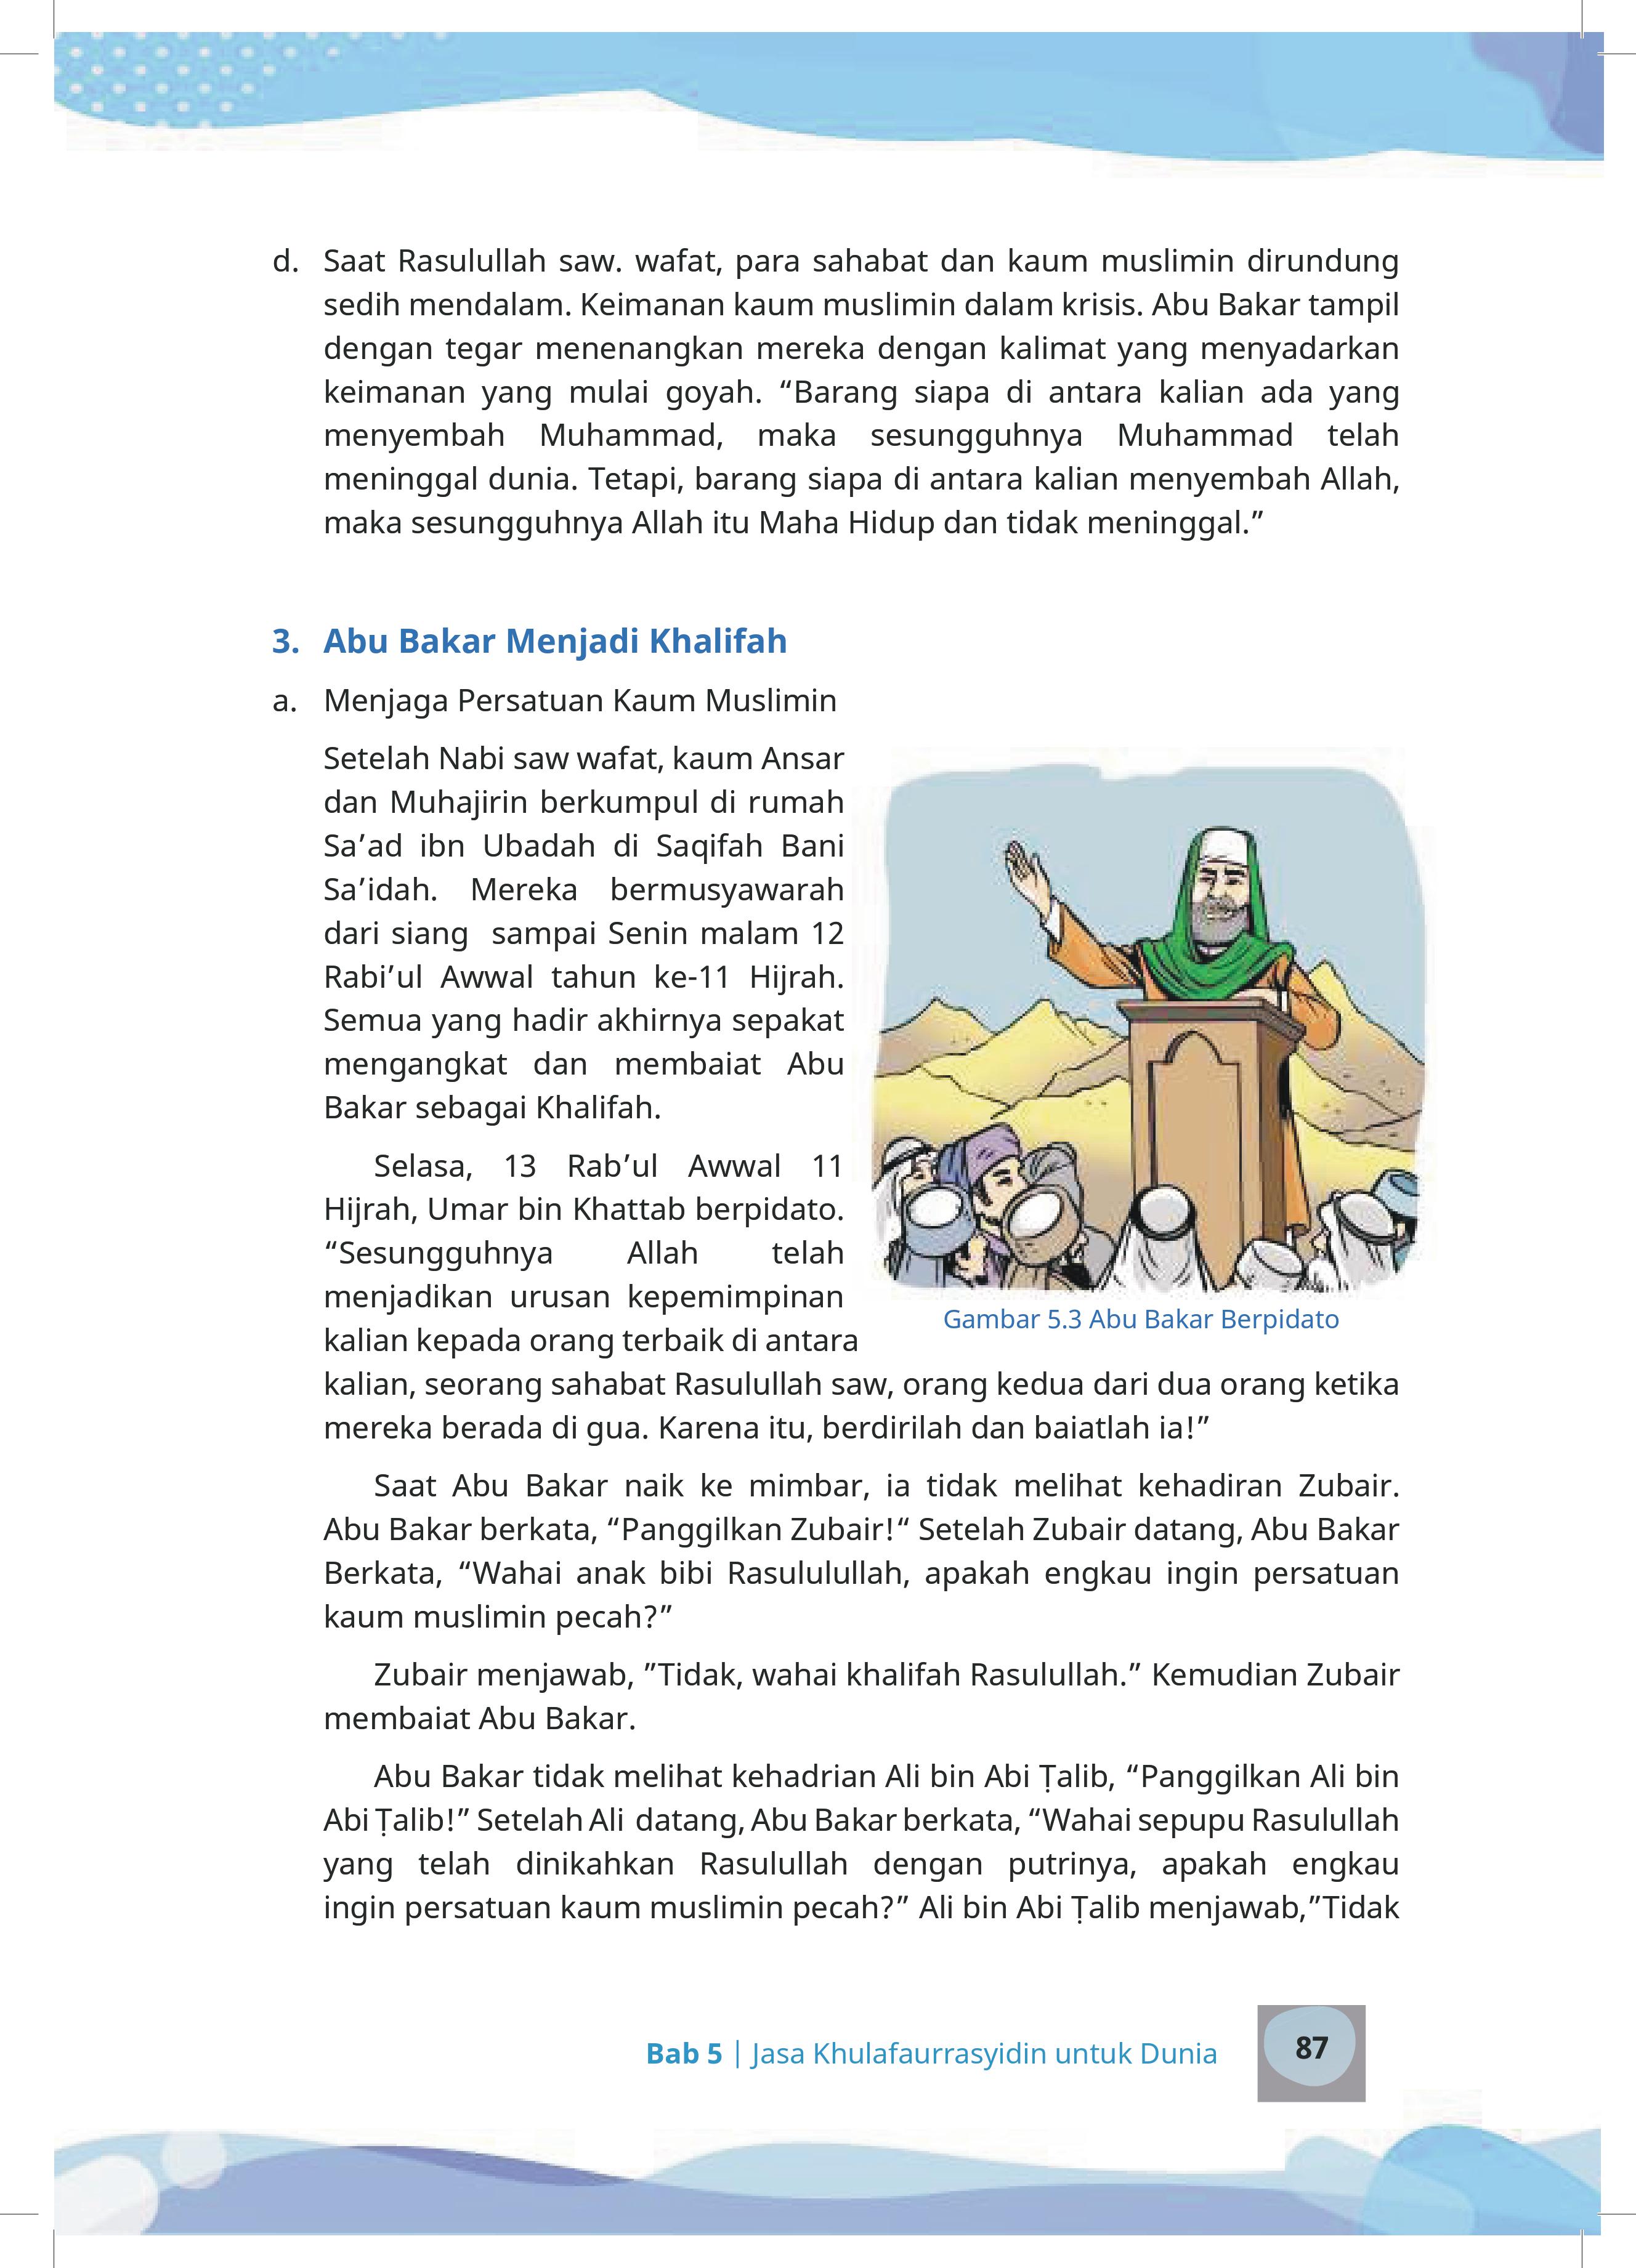 d. Saat Rasulullah saw. wafat, para sahabat dan kaum muslimin dirundung
sedih mendalam. Keimanan kaum muslimin dalam krisis. Abu Bakar tampil
dengan tegar menenangkan mereka dengan kalimat yang menyadarkan
keimanan yang mulai goyah. “Barang siapa di antara kalian ada yang
menyembah Muhammad, maka sesungguhnya Muhammad telah
meninggal dunia. Tetapi, barang siapa di antara kalian menyembah Allah,
maka sesungguhnya Allah itu Maha Hidup dan tidak meninggal.”
3. Abu Bakar Menjadi Khalifah
a. Menjaga Persatuan Kaum Muslimin
Setelah Nabi saw wafat, kaum Ansar
dan Muhajirin berkumpul di rumah
Sa’ad ibn Ubadah di Saqifah Bani
Sa’idah. Mereka bermusyawarah
dari siang sampai Senin malam 12
Rabi’ul Awwal tahun ke-11 Hijrah.
Semua yang hadir akhirnya sepakat
mengangkat dan membaiat Abu
Bakar sebagai Khalifah.
Selasa, 13 Rab’ul Awwal 11
Hijrah, Umar bin Khattab berpidato.
“Sesungguhnya Allah telah
menjadikan urusan kepemimpinan
kalian kepada orang terbaik di antara
Gambar 5.3 Abu Bakar Berpidato
kalian, seorang sahabat Rasulullah saw, orang kedua dari dua orang ketika
mereka berada di gua. Karena itu, berdirilah dan baiatlah ia!”
Saat Abu Bakar naik ke mimbar, ia tidak melihat kehadiran Zubair.
Abu Bakar berkata, “Panggilkan Zubair!“ Setelah Zubair datang, Abu Bakar
Berkata, “Wahai anak bibi Rasululullah, apakah engkau ingin persatuan
kaum muslimin pecah?”
Zubair menjawab, ”Tidak, wahai khalifah Rasulullah.” Kemudian Zubair
membaiat Abu Bakar.
Abu Bakar tidak melihat kehadrian Ali bin Abi Ṭalib, “Panggilkan Ali bin
Abi Ṭalib!” Setelah Ali datang, Abu Bakar berkata, “Wahai sepupu Rasulullah
yang telah dinikahkan Rasulullah dengan putrinya, apakah engkau
ingin persatuan kaum muslimin pecah?” Ali bin Abi Ṭalib menjawab,”Tidak
Bab 5 | Jasa Khulafaurrasyidin untuk Dunia
87